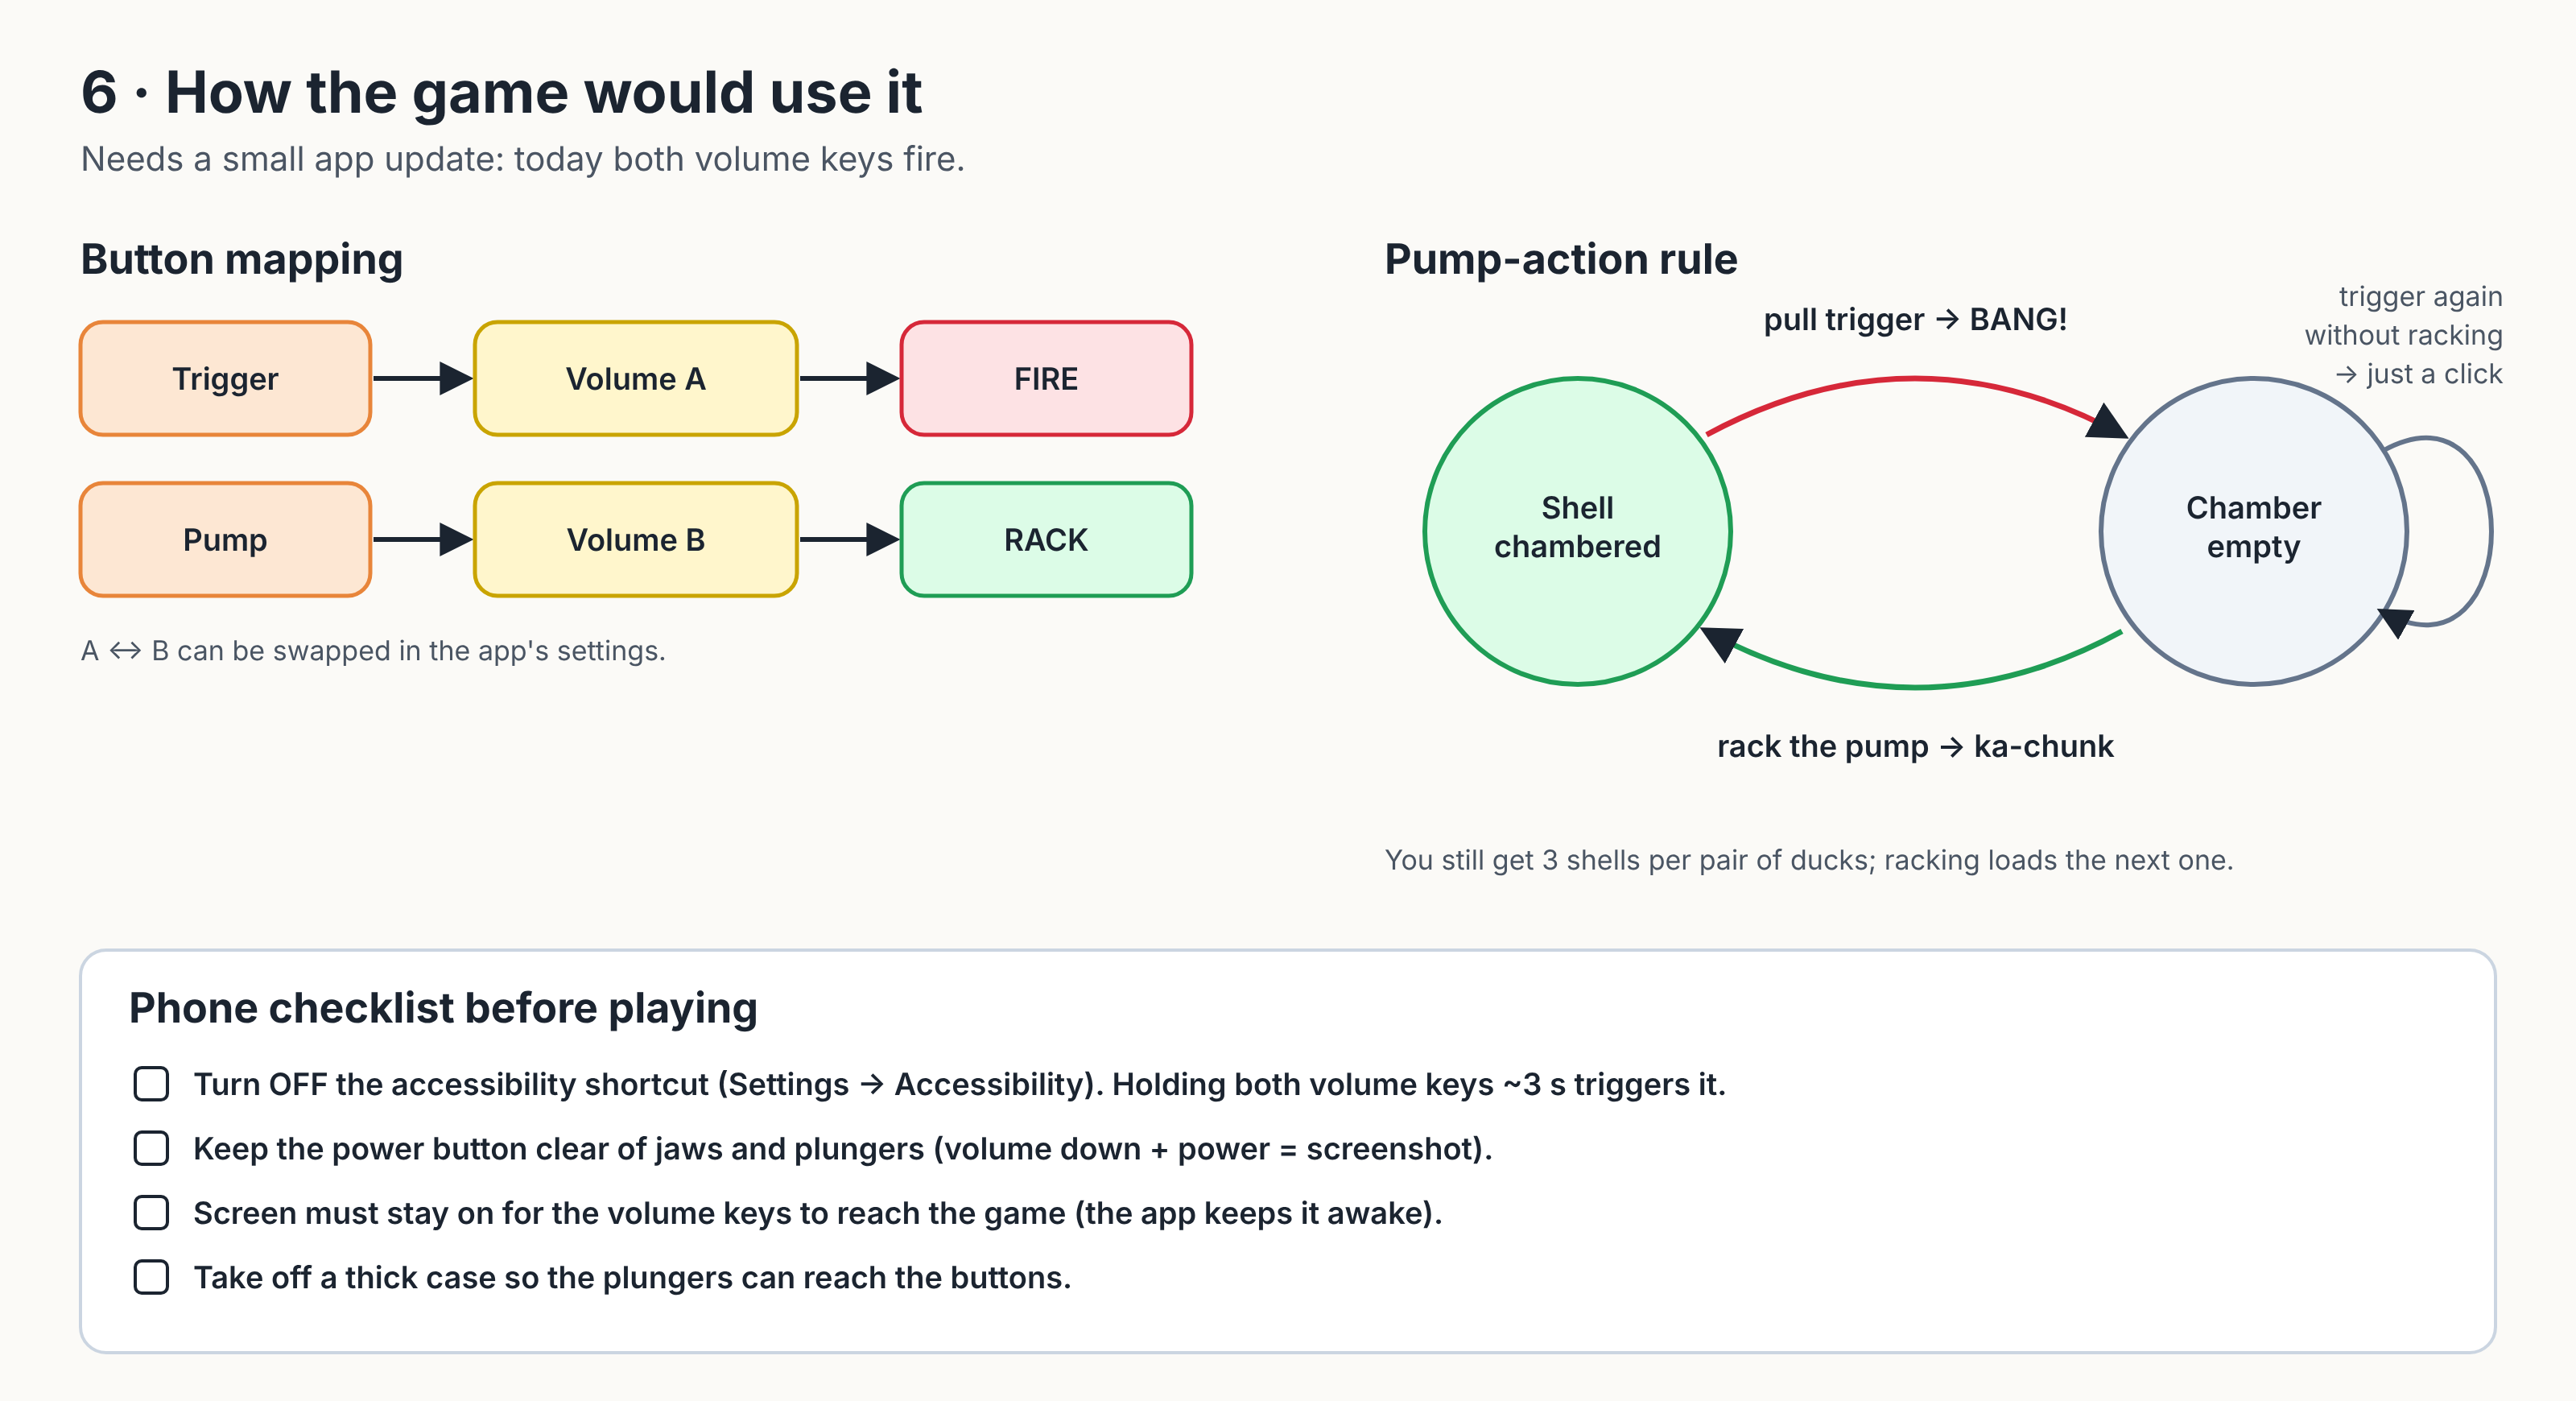 6 · How the game would use it
Needs a small app update: today both volume keys fire.
Button mapping
Trigger
Volume A
FIRE
Pump
Volume B
RACK
A ↔ B can be swapped in the app's settings.
Pump-action rule
pull trigger → BANG!
trigger again
without racking
→ just a click
Shell
chambered
Chamber
empty
rack the pump → ka-chunk
You still get 3 shells per pair of ducks; racking loads the next one.
Phone checklist before playing
Turn OFF the accessibility shortcut (Settings → Accessibility). Holding both volume keys ~3 s triggers it.
Keep the power button clear of jaws and plungers (volume down + power = screenshot).
Screen must stay on for the volume keys to reach the game (the app keeps it awake).
Take off a thick case so the plungers can reach the buttons.